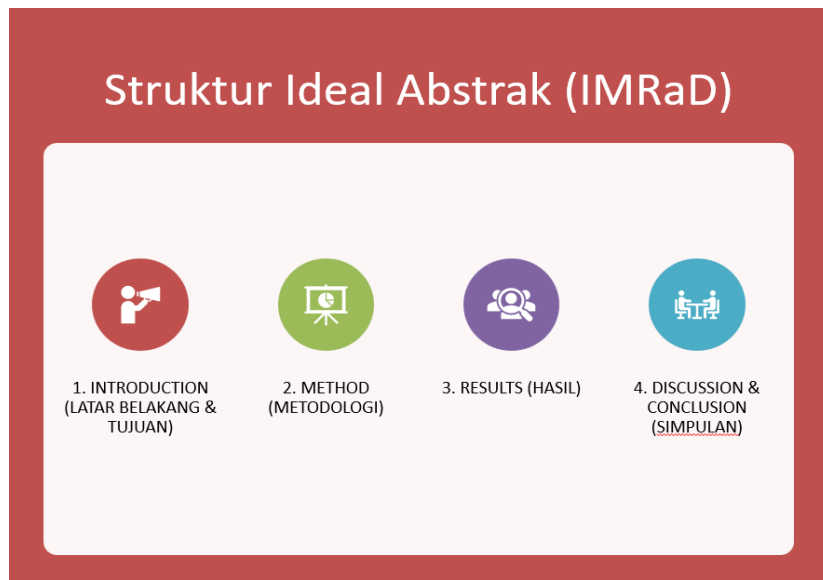 Struktur Ideal Abstrak (IMRaD)
1. INTRODUCTION
(LATAR BELAKANG &
TUJUAN)
2. METHOD
(METODOLOGI)
3. RESULTS (HASIL)
4. DISCUSSION &
CONCLUSION
(SIMPULAN)